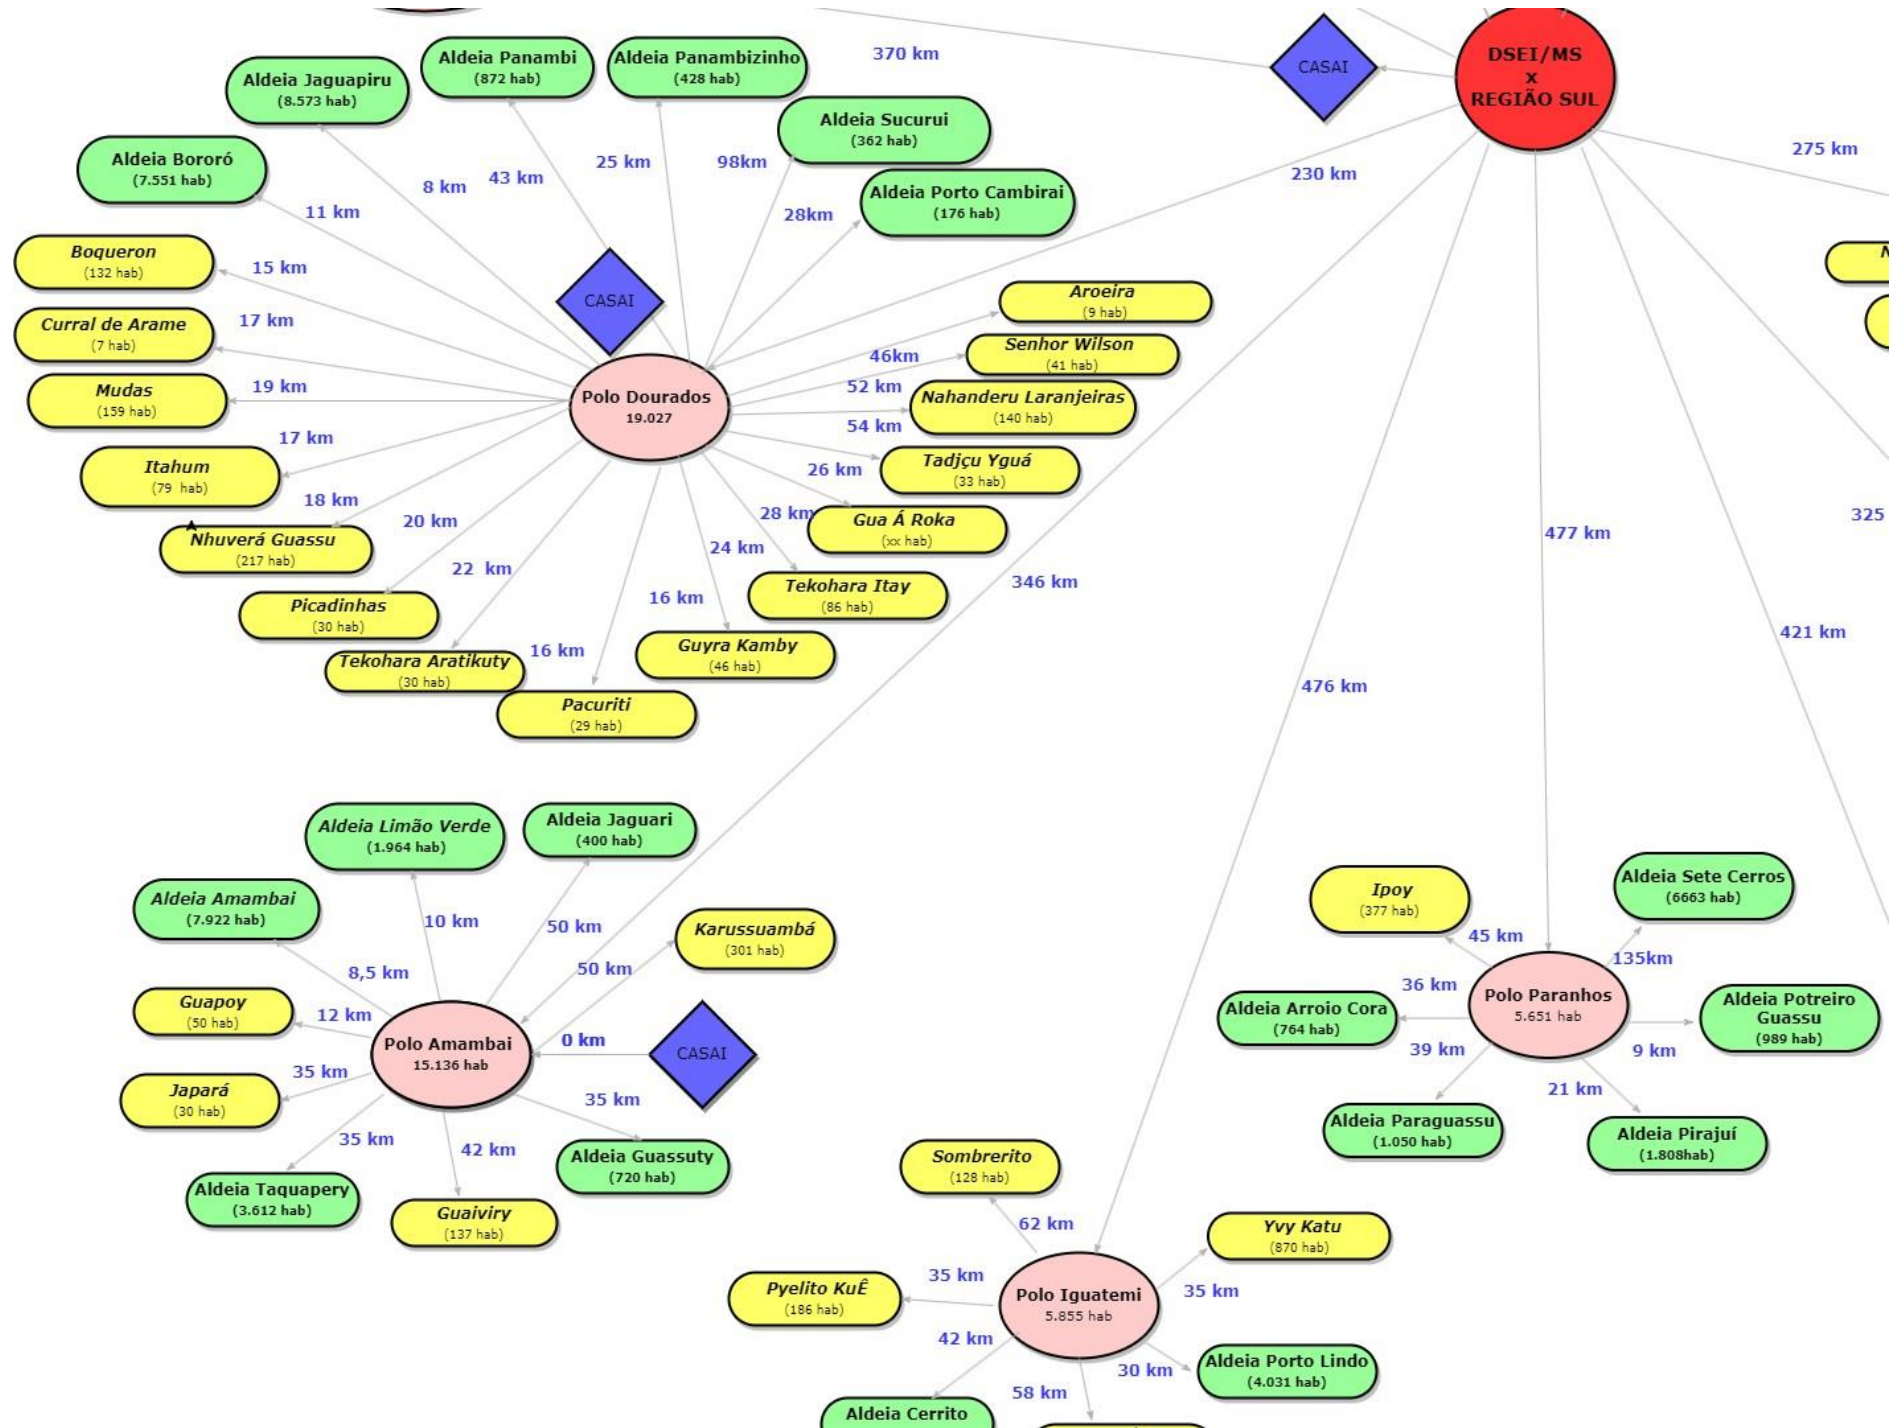 DSEI/MS
x
REGIÃO SUL
CASAI
370 km
230 km
275 km
346 km
476 km
477 km
421 km
325
Aldeia Panambi
(872 hab)
Aldeia Panambizinho
(428 hab)
Aldeia Jaguapiru
(8.573 hab)
Aldeia Sucurui
(362 hab)
Aldeia Bororó
(7.551 hab)
Aldeia Porto Cambirai
(176 hab)
8 km
43 km
25 km
98km
28km
11 km
Boqueron
(132 hab)
15 km
CASAI
Curral de Arame
(7 hab)
17 km
Mudas
(159 hab)
19 km
Polo Dourados
19.027
Aroeira
(9 hab)
46km
Senhor Wilson
(41 hab)
52 km
Nahanderu Laranjeiras
(140 hab)
54 km
Tadjçu Yguá
(33 hab)
26 km
Itahum
(79 hab)
17 km
Gua Á Roka
(xx hab)
28 km
Nhuverá Guassu
(217 hab)
18 km
20 km
24 km
Tekohara Itay
(86 hab)
22 km
Picadinhas
(30 hab)
16 km
Guyra Kamby
(46 hab)
Tekohara Aratikuty
(30 hab)
16 km
Pacuriti
(29 hab)
Aldeia Limão Verde
(1.964 hab)
Aldeia Jaguari
(400 hab)
Aldeia Amambai
(7.922 hab)
10 km
50 km
Karussuambá
(301 hab)
8,5 km
50 km
Guapoy
(50 hab)
12 km
Polo Amambai
15.136 hab
0 km
CASAI
Japará
(30 hab)
35 km
35 km
35 km
42 km
Aldeia Guassuty
(720 hab)
Aldeia Taquapery
(3.612 hab)
Guaiviry
(137 hab)
Ipoy
(377 hab)
Aldeia Sete Cerros
(6663 hab)
45 km
135km
36 km
Aldeia Arroio Cora
(764 hab)
Polo Paranhos
5.651 hab
Aldeia Potreiro
Guassu
(989 hab)
39 km
9 km
21 km
Aldeia Paraguassu
(1.050 hab)
Aldeia Pirajuí
(1.808hab)
Sombrerito
(128 hab)
62 km
Yvy Katu
(870 hab)
35 km
Pyelito KuÊ
(186 hab)
Polo Iguatemi
5.855 hab
35 km
42 km
30 km
Aldeia Porto Lindo
(4.031 hab)
58 km
Aldeia Cerrito